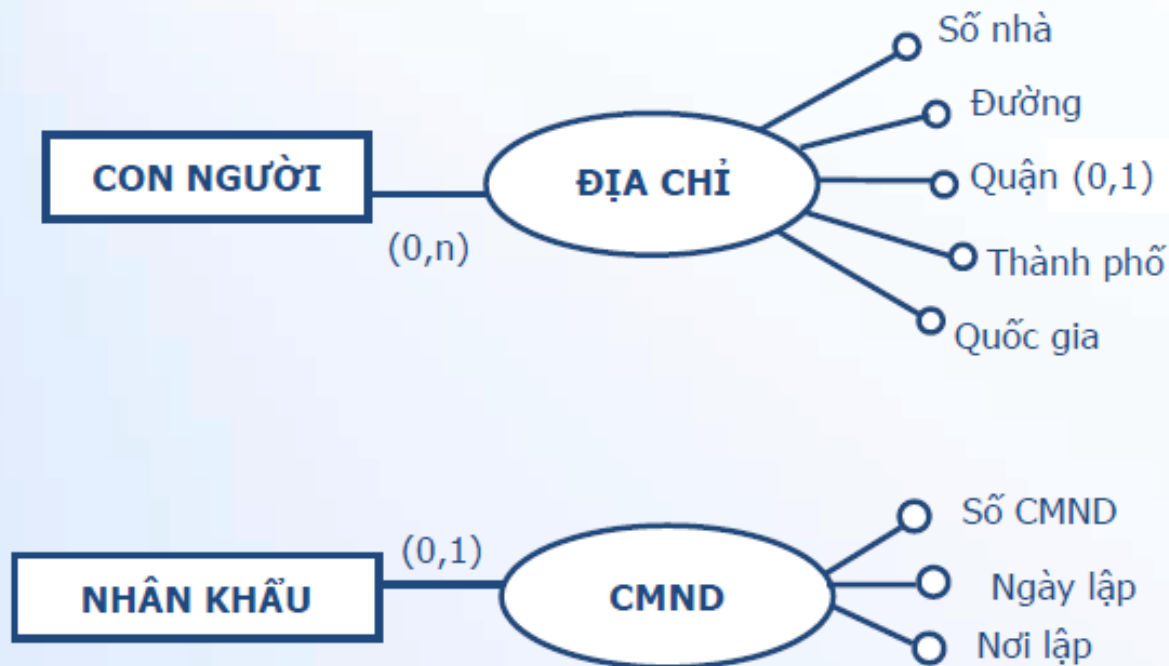 Số nhà
Đường
CON NGƯỜI
ĐỊA CHỈ
Quận (0,1)
(0,n)
Thành phố
Quốc gia
Số CMND
(0,1)
NHÂN KHẨU
CMND
Ngày lập
Nơi lập